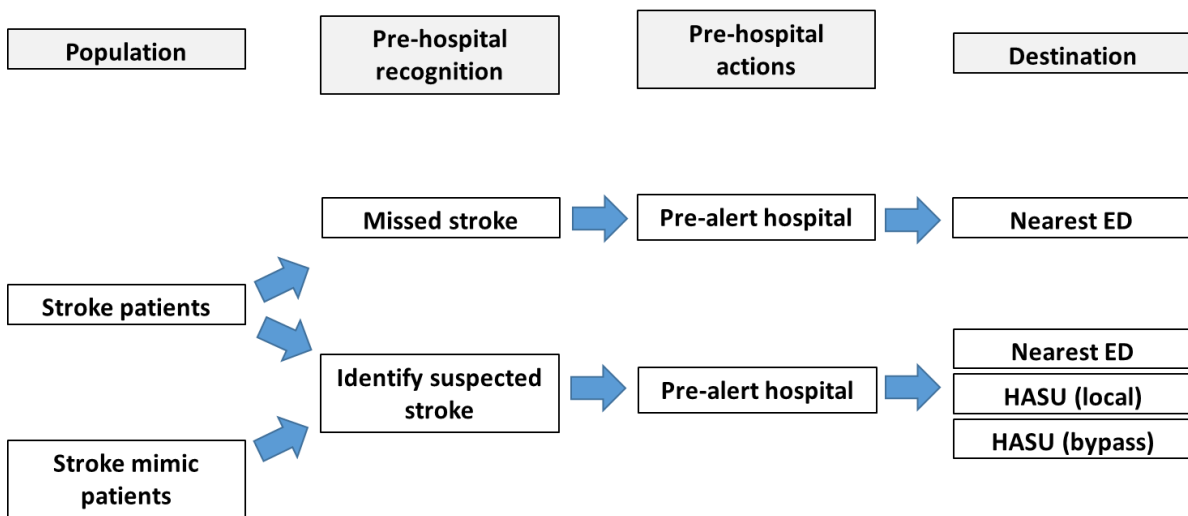 Population
Pre-hospital
recognition
Pre-hospital
actions
Destination
Missed stroke
Pre-alert hospital
Nearest ED
Stroke patients
Identify suspected
stroke
Pre-alert hospital
Nearest ED
HASU (local)
HASU (bypass)
Stroke mimic
patients